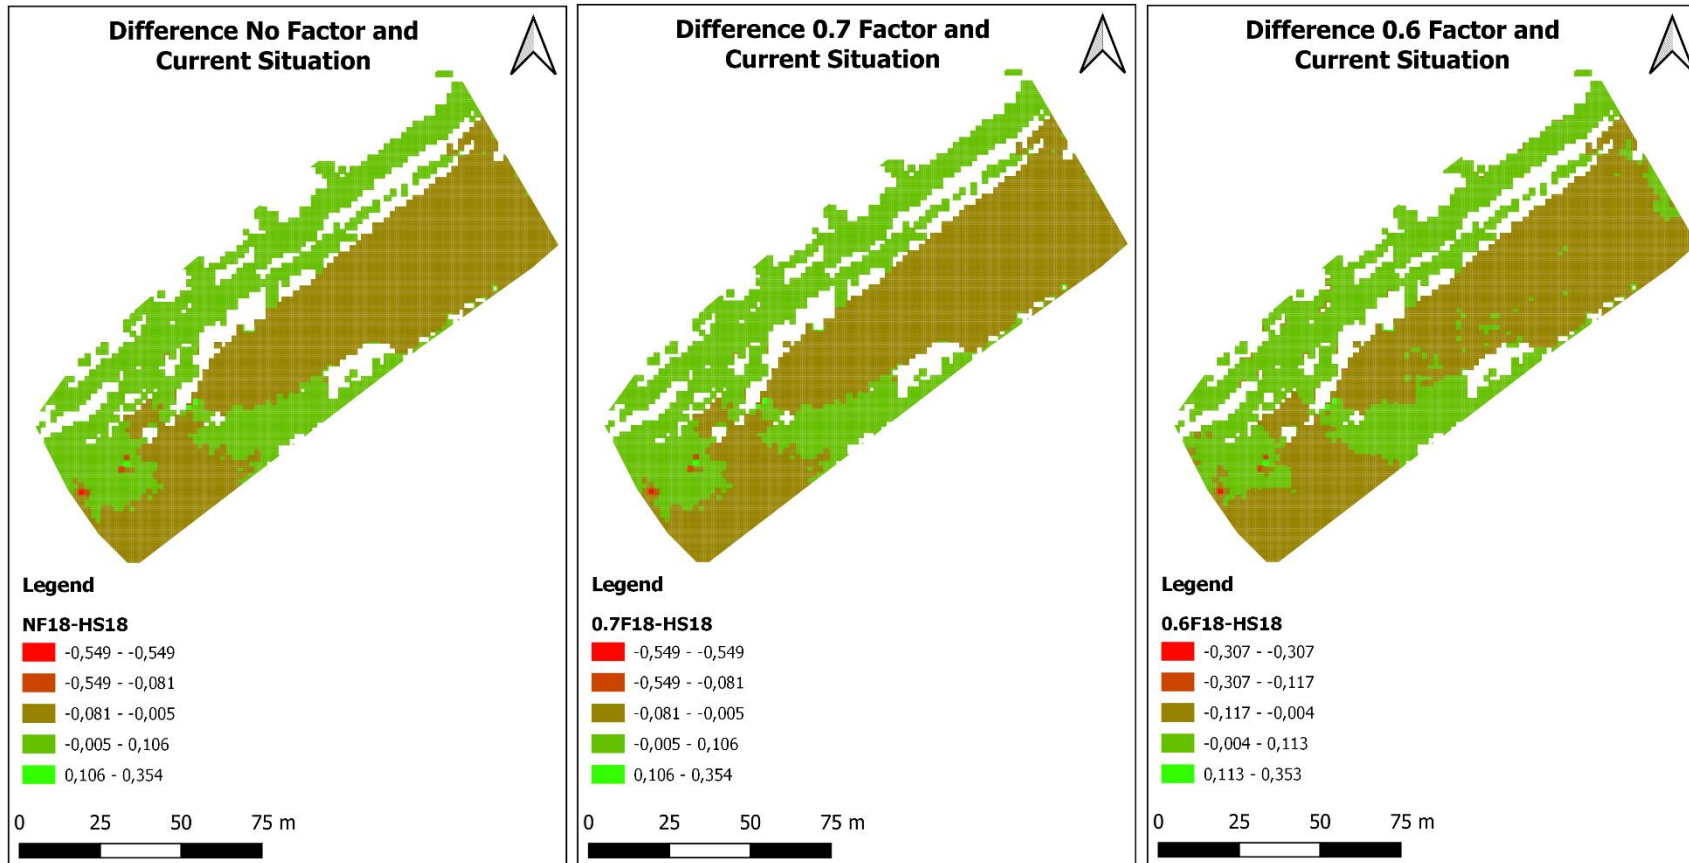 Difference No Factor and
Current Situation
Legend
NF18-HS18
-0,549 - -0,549
-0,549 - -0,081
-0,081 - -0,005
-0,005 - 0,106
0,106 - 0,354
0 25 50 75 m
Difference 0.7 Factor and
Current Situation
Legend
0.7F18-HS18
-0,549 - -0,549
-0,549 - -0,081
-0,081 - -0,005
-0,005 - 0,106
0,106 - 0,354
0 25 50 75 m
Difference 0.6 Factor and
Current Situation
Legend
0.6F18-HS18
-0,307 - -0,307
-0,307 - -0,117
-0,117 - -0,004
-0,004 - 0,113
0,113 - 0,353
0 25 50 75 m